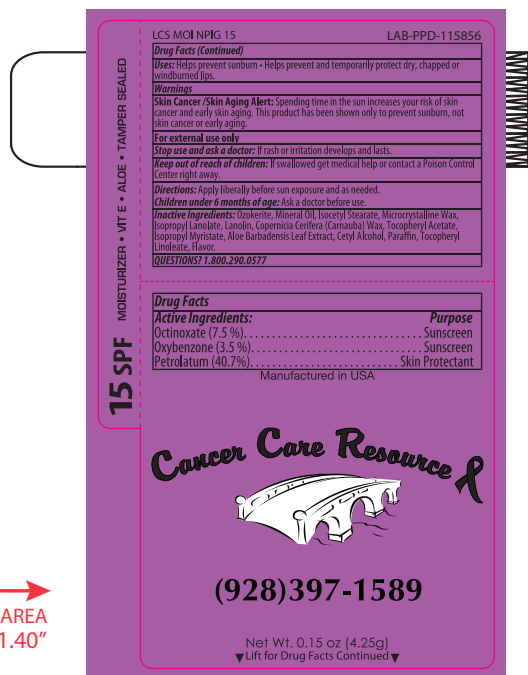 LCS MOI NPIG 15
LAB-PPD-115856
Drug Facts (Continued)
Uses: Helps prevent sunburn • Helps prevent and temporarily protect dry, chapped or
windburned lips.
Warnings
Skin Cancer /Skin Aging Alert: Spending time in the sun increases your risk of skin
cancer and early skin aging. This product has been shown only to prevent sunburn, not
skin cancer or early aging.
For external use only
Stop use and ask a doctor: If rash or irritation develops and lasts.
Keep out of reach of children: If swallowed get medical help or contact a Poison Control
Center right away.
Directions: Apply liberally before sun exposure and as needed.
Children under 6 months of age: Ask a doctor before use.
Inactive Ingredients: Ozokerite, Mineral Oil, Isocetyl Stearate, Microcrystalline Wax,
Isopropyl Lanolate, Lanolin, Copernicia Cerifera (Carnauba) Wax, Tocopheryl Acetate,
Isopropyl Myristate, Aloe Barbadensis Leaf Extract, Cetyl Alcohol, Paraffin, Tocopheryl
Linoleate, Flavor.
QUESTIONS? 1.800.290.0577
15 SPF MOISTURIZER • VIT E • ALOE • TAMPER SEALED
Drug Facts
Active Ingredients: Purpose
Octinoxate (7.5 %)............................Sunscreen
Oxybenzone (3.5 %)...........................Sunscreen
Petrolatum (40.7%).......................Skin Protectant
Manufactured in USA
Cancer Care Resource
(928)397-1589
AREA
1.40"
Net Wt. 0.15 oz (4.25g)
▼Lift for Drug Facts Continued▼